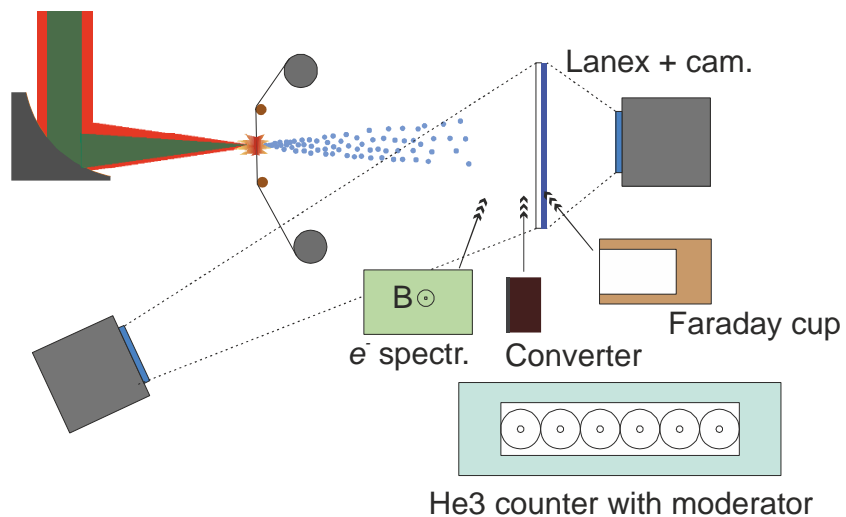 Lanex + cam.
B
Faraday cup
e⁻ spectr.
Converter
He3 counter with moderator